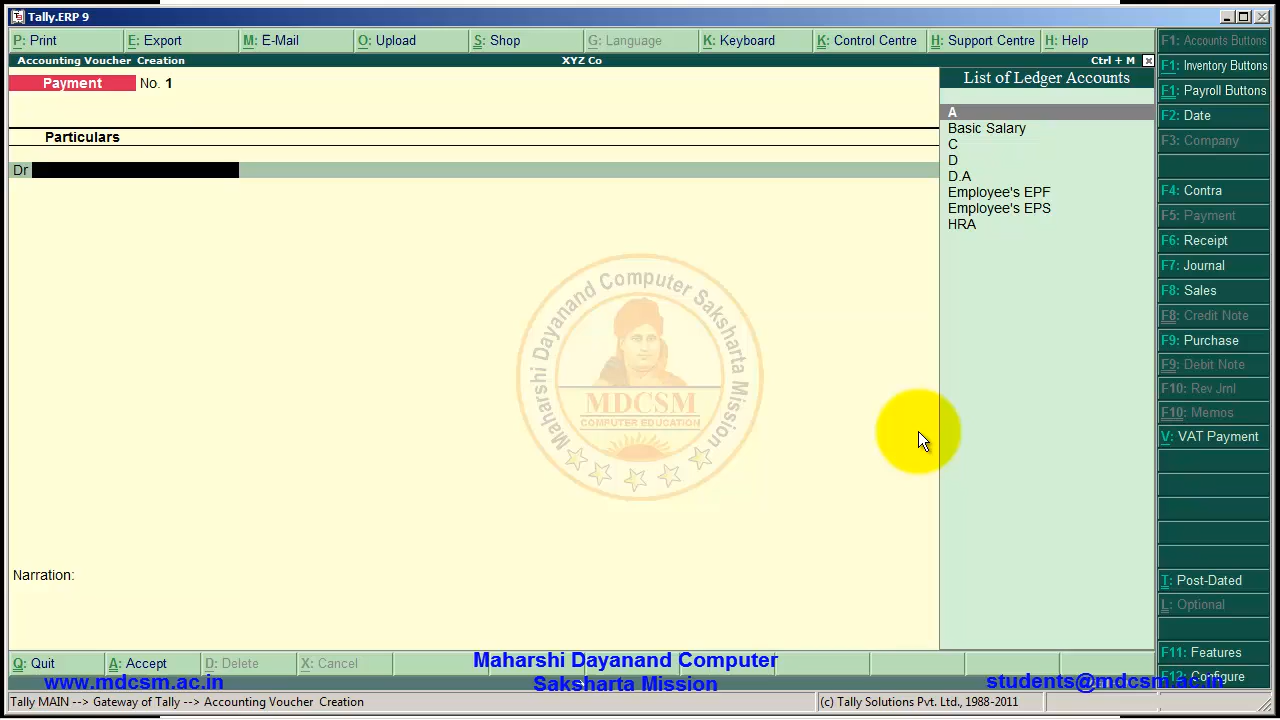 Tally.ERP 9
P: Print
E: Export
M: E-Mail
O: Upload
S: Shop
G: Language
K: Keyboard
K: Control Centre
H: Support Centre
H: Help
Accounting Voucher Creation
XYZ Co
Ctrl + M
Payment No. 1
Particulars
Dr
Narration:
List of Ledger Accounts
A
Basic Salary
C
D
D.A
Employee's EPF
Employee's EPS
HRA
Maharshi Dayanand Computer Saksharta Mission
MDCSM
COMPUTER EDUCATION
F1: Accounts Buttons
F1: Inventory Buttons
F1: Payroll Buttons
F2: Date
F3: Company
F4: Contra
F5: Payment
F6: Receipt
F7: Journal
F8: Sales
F8: Credit Note
F9: Purchase
F9: Debit Note
F10: Rev Jrnl
F10: Memos
V: VAT Payment
T: Post-Dated
L: Optional
F11: Features
F12: Configure
Q: Quit
A: Accept
D: Delete
X: Cancel
Maharshi Dayanand Computer
Saksharta Mission
www.mdcsm.ac.in
students@mdcsm.ac.in
Tally MAIN --> Gateway of Tally --> Accounting Voucher Creation
(c) Tally Solutions Pvt. Ltd., 1988-2011